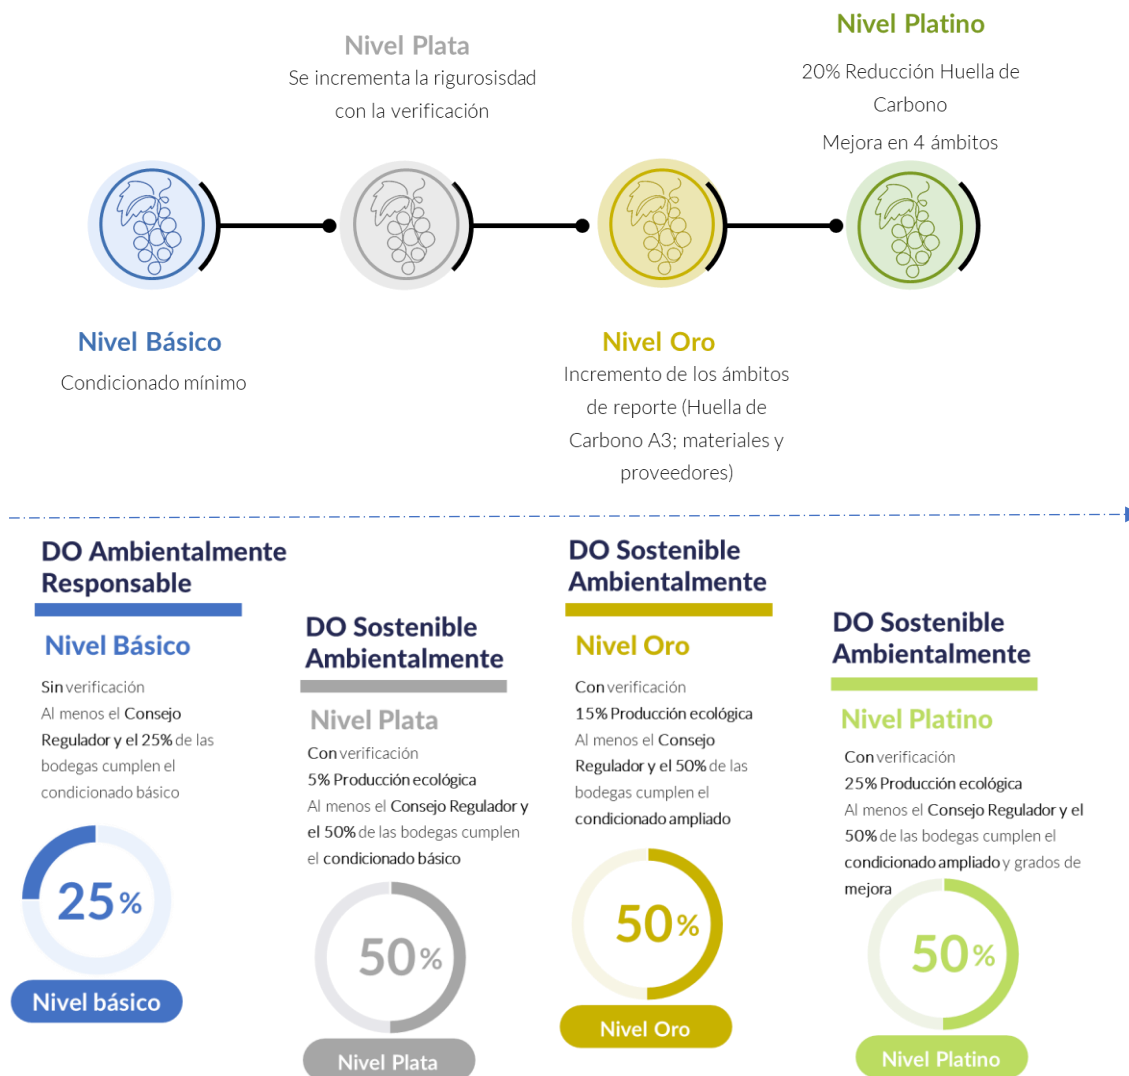 Nivel Plata
Se incrementa la rigurosisdad
con la verificación
Nivel Platino
20% Reducción Huella de
Carbono
Mejora en 4 ámbitos
Nivel Básico
Condicionado mínimo
Nivel Oro
Incremento de los ámbitos
de reporte (Huella de
Carbono A3; materiales y
proveedores)
DO Ambientalmente
Responsable
Nivel Básico
Sin verificación
Al menos el Consejo
Regulador y el 25% de las
bodegas cumplen el
condicionado básico
25%
Nivel básico
DO Sostenible
Ambientalmente
Nivel Plata
Con verificación
5% Producción ecológica
Al menos el Consejo Regulador y
el 50% de las bodegas cumplen
el condicionado básico
50%
Nivel Plata
DO Sostenible
Ambientalmente
Nivel Oro
Con verificación
15% Producción ecológica
Al menos el Consejo
Regulador y el 50% de las
bodegas cumplen el
condicionado ampliado
50%
Nivel Oro
DO Sostenible
Ambientalmente
Nivel Platino
Con verificación
25% Producción ecológica
Al menos el Consejo Regulador y el
50% de las bodegas cumplen el
condicionado ampliado y grados de
mejora
50%
Nivel Platino